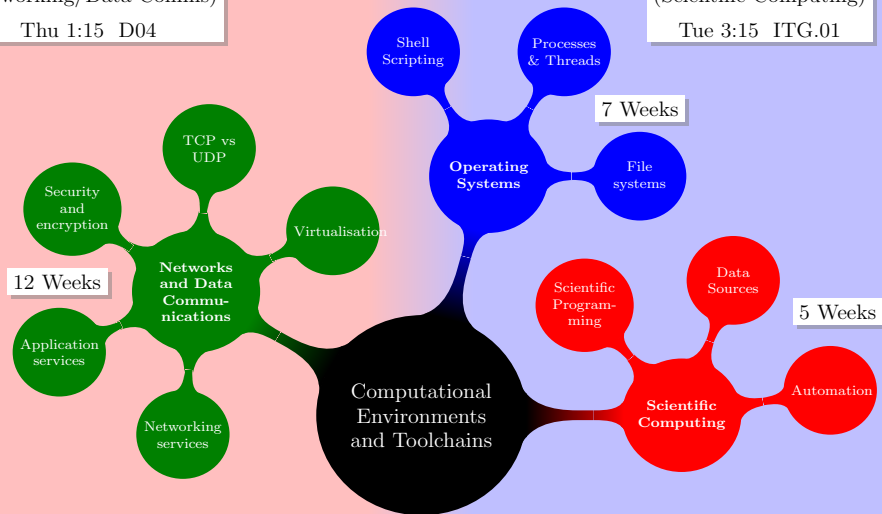 working/Data Comms)
Thu 1:15 D04
(Scientific Computing)
Tue 3:15 ITG.01
Shell
Scripting
Processes
& Threads
7 Weeks
Operating
Systems
File
systems
TCP vs
UDP
Security
and
encryption
Virtualisation
12 Weeks
Networks
and Data
Commu-
nications
Application
services
Networking
services
Computational
Environments
and Toolchains
Scientific
Program-
ming
Data
Sources
5 Weeks
Scientific
Computing
Automation